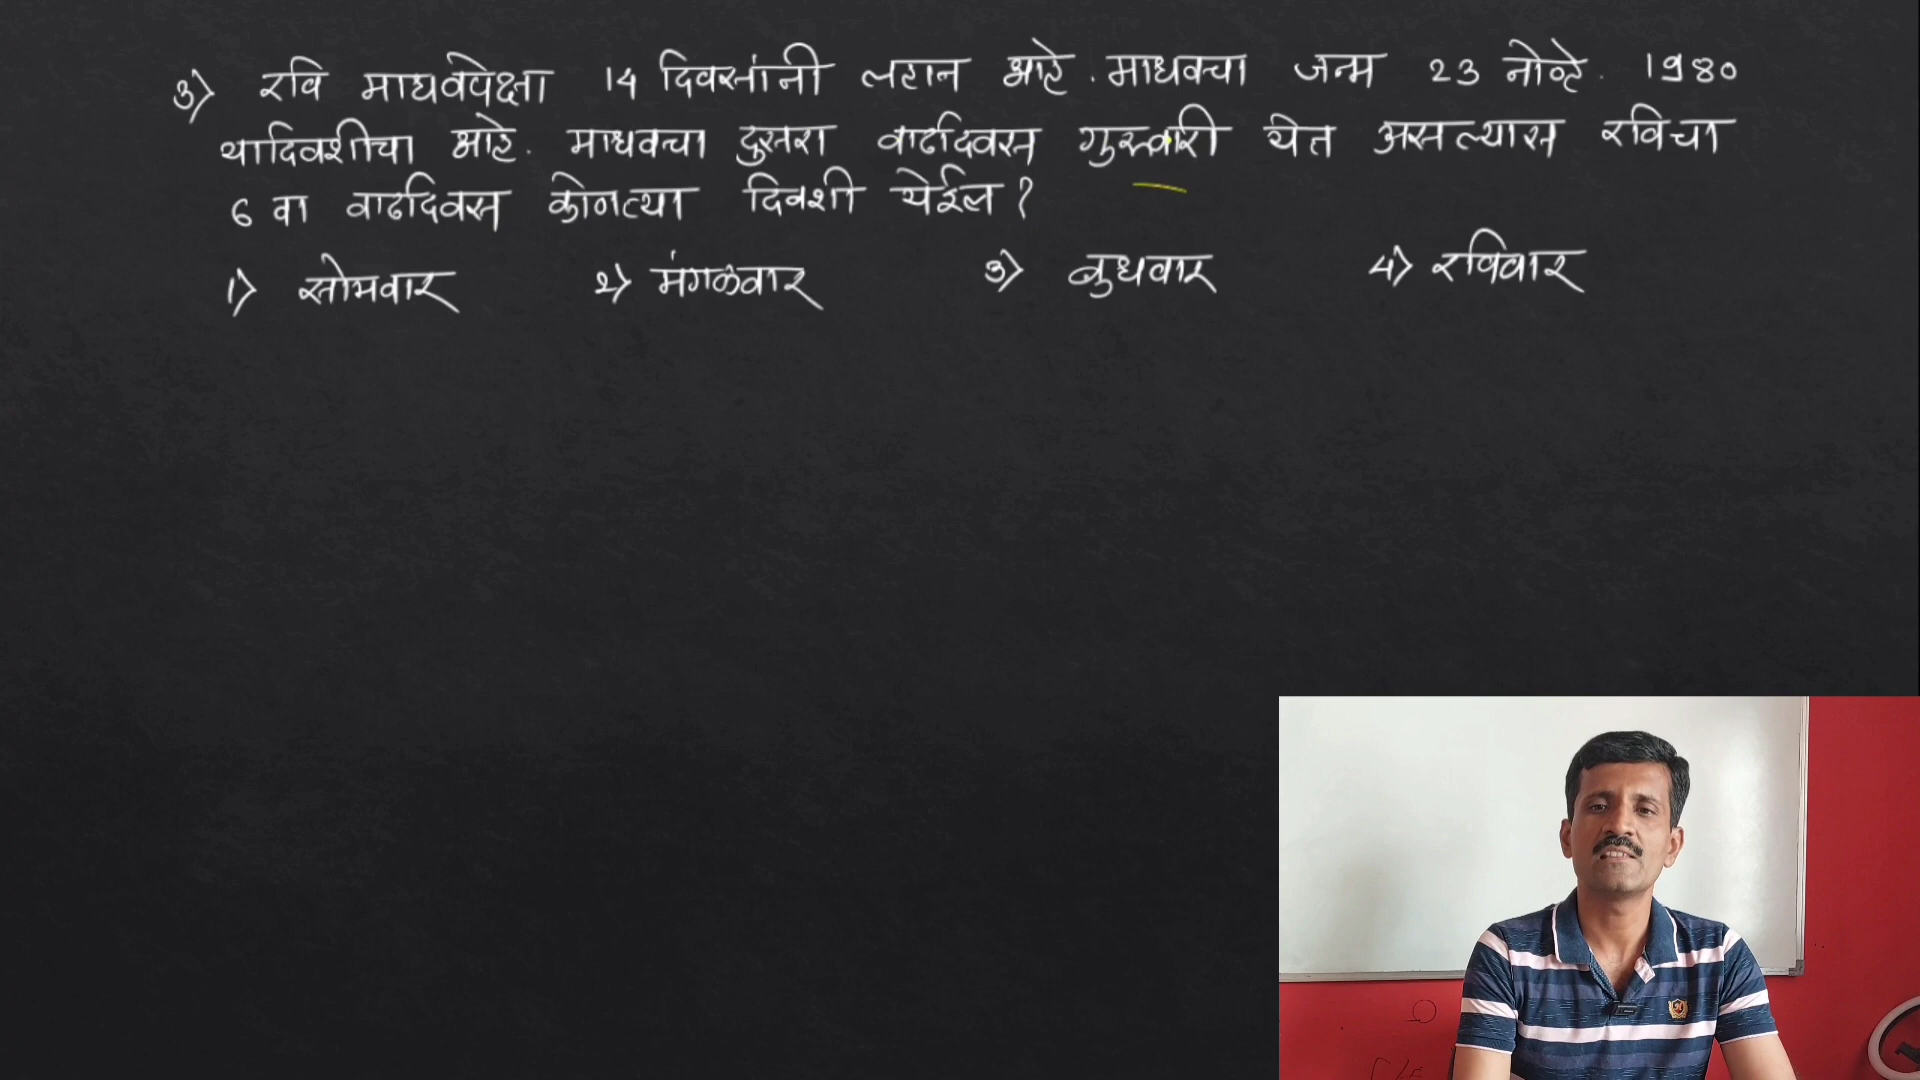 3) रवि माधवपेक्षा 14 दिवसांनी लहान आहे. माधवचा जन्म 23 नोव्हे. 1980
यादिवशीचा आहे. माधवचा दुसरा वाढदिवस गुरुवारी येत असल्यास रविचा
6 वा वाढदिवस कोणत्या दिवशी येईल?
1) सोमवार 2) मंगळवार 3) बुधवार 4) रविवार